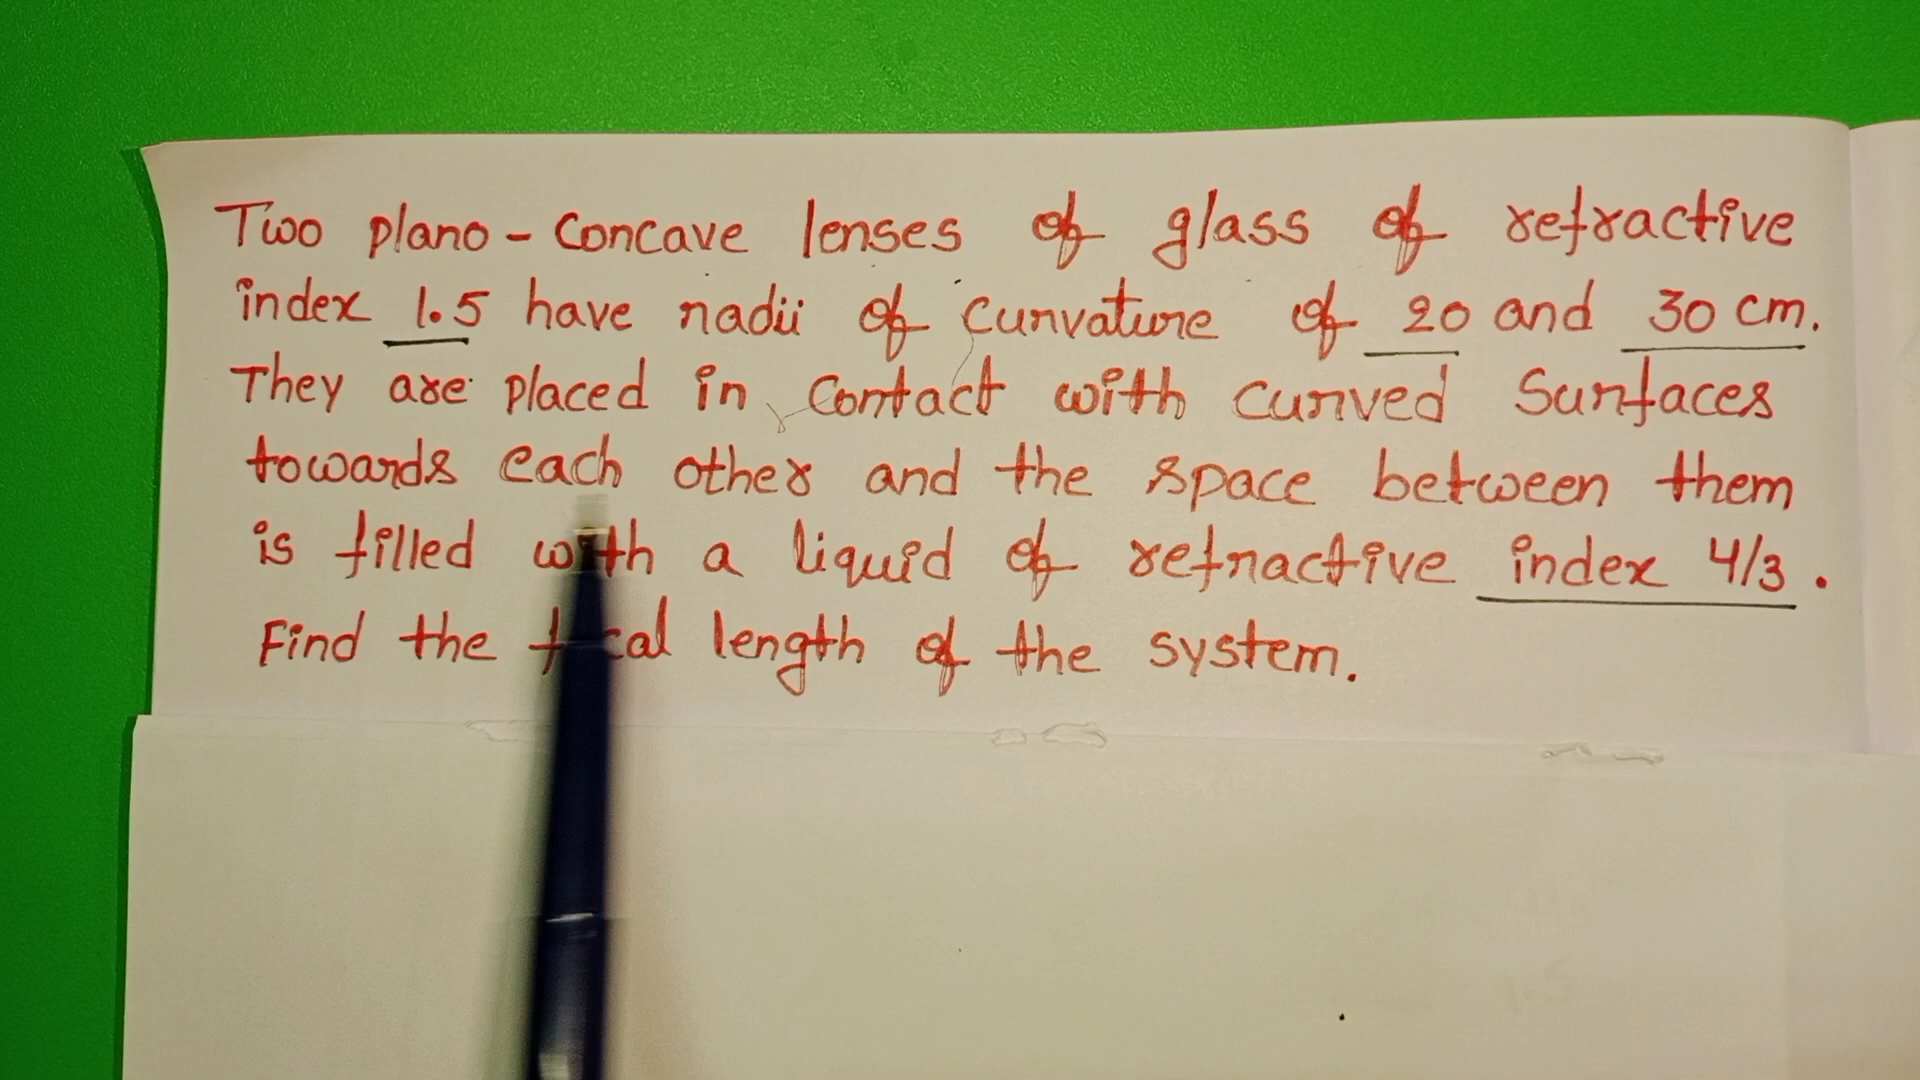 Two plano - concave lenses of glass of refractive
index 1.5 have radii of curvature of 20 and 30 cm.
They are placed in contact with curved surfaces
towards each other and the space between them
is filled with a liquid of refractive index 4/3.
Find the focal length of the system.